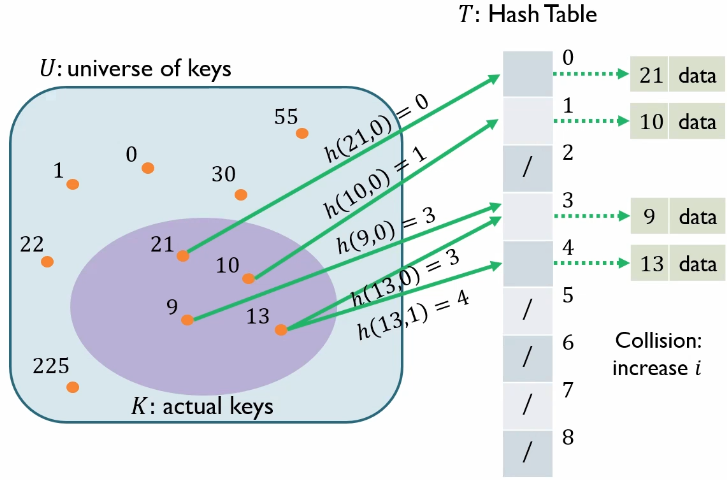 T: Hash Table
U: universe of keys
0
21 data
1
10 data
2
/
3
9 data
4
13 data
5
/
6
/
7
/
8
/
55
0
30
1
22
21
10
9
13
225
h(21,0) = 0
h(10,0) = 1
h(9,0) = 3
h(13,0) = 3
h(13,1) = 4
K: actual keys
Collision:
increase i